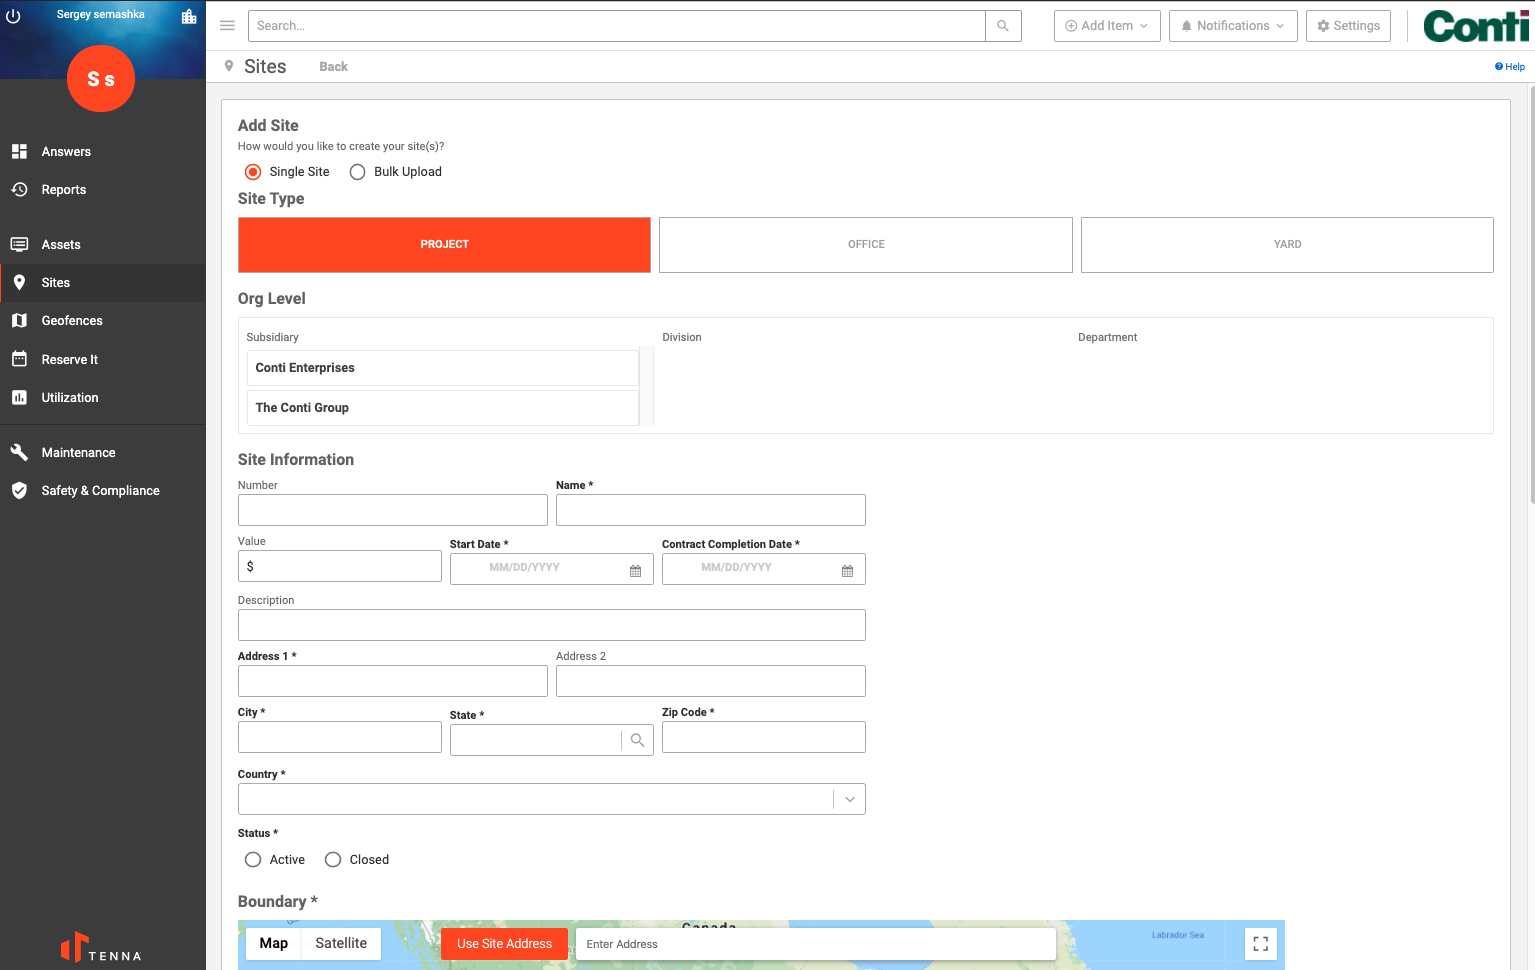 Sergey semashka
S s
Answers
Reports
Assets
Sites
Geofences
Reserve It
Utilization
Maintenance
Safety & Compliance
TENNA
Search...
Add Item
Notifications
Settings
Conti
Sites
Back
Help
Add Site
How would you like to create your site(s)?
Single Site
Bulk Upload
Site Type
PROJECT
OFFICE
YARD
Org Level
Subsidiary
Division
Department
Conti Enterprises
The Conti Group
Site Information
Number
Name *
Value
Start Date *
Contract Completion Date *
$
MM/DD/YYYY
MM/DD/YYYY
Description
Address 1 *
Address 2
City *
State *
Zip Code *
Country *
Status *
Active
Closed
Boundary *
Canada
Map
Satellite
Use Site Address
Enter Address
Labrador Sea